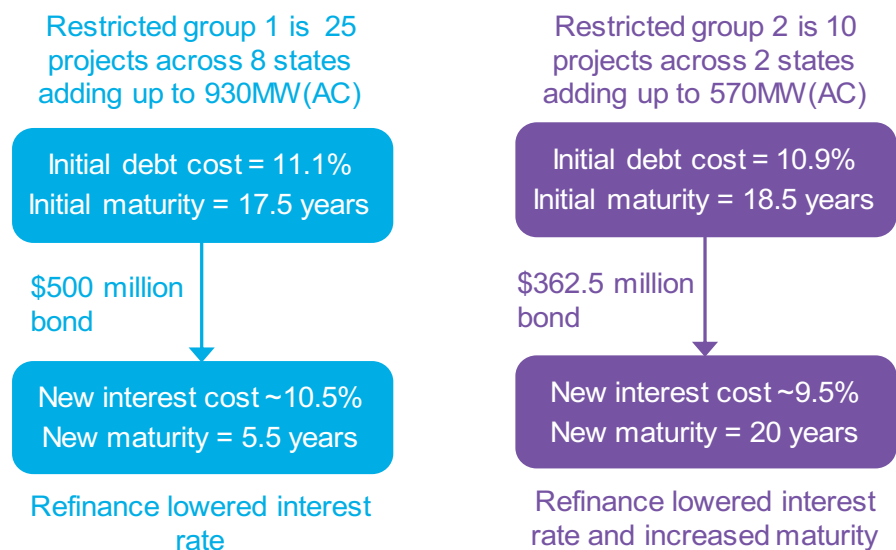 Restricted group 1 is 25
projects across 8 states
adding up to 930MW(AC)
Initial debt cost = 11.1%
Initial maturity = 17.5 years
$500 million
bond
New interest cost ~10.5%
New maturity = 5.5 years
Refinance lowered interest
rate
Restricted group 2 is 10
projects across 2 states
adding up to 570MW(AC)
Initial debt cost = 10.9%
Initial maturity = 18.5 years
$362.5 million
bond
New interest cost ~9.5%
New maturity = 20 years
Refinance lowered interest
rate and increased maturity